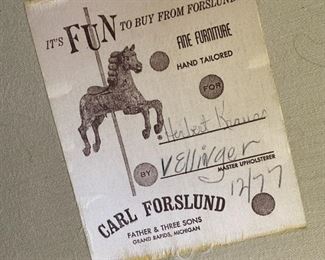 IT'S FUN TO BUY FROM FORSLUND
FINE FURNITURE
HAND TAILORED
FOR
Herbert
BY Vellinger
MASTER UPHOLSTERER
12/77
CARL FORSLUND
FATHER & THREE SONS
GRAND RAPIDS, MICHIGAN